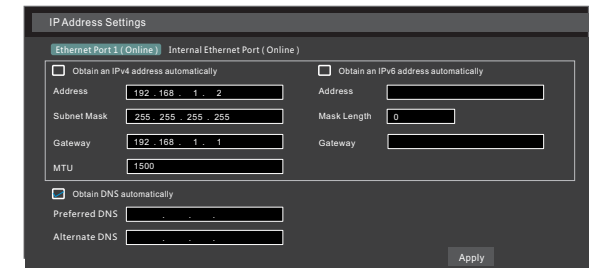 IP Address Settings
Ethernet Port 1 ( Online ) Internal Ethernet Port ( Online )
Obtain an IPv4 address automatically Obtain an IPv6 address automatically
Address 192 . 168 . 1 . 2 Address
Subnet Mask 255 . 255 . 255 . 255 Mask Length 0
Gateway 192 . 168 . 1 . 1 Gateway
MTU 1500
Obtain DNS automatically
Preferred DNS . . .
Alternate DNS . . .
Apply